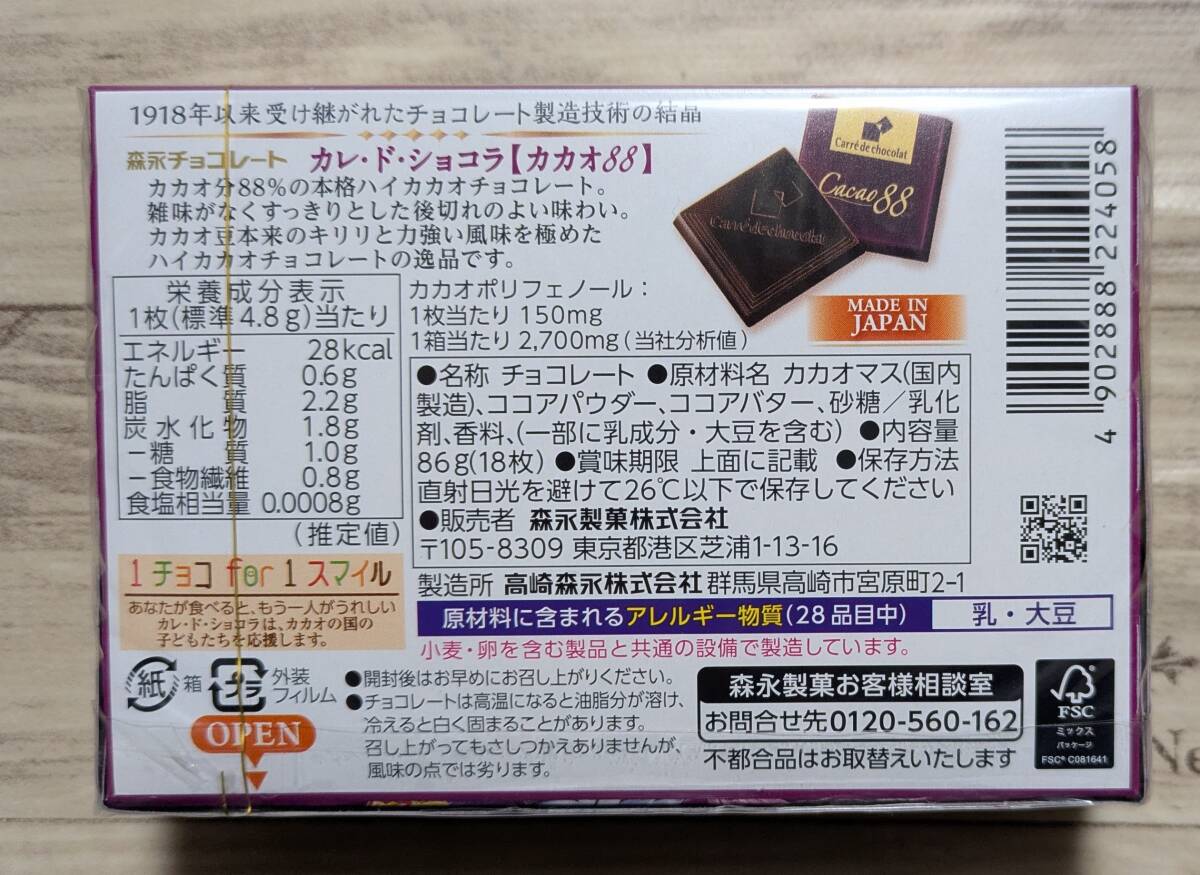 1918年以来受け継がれたチョコレート製造技術の結晶
森永チョコレート カレ・ド・ショコラ【カカオ88】
カカオ分88%の本格ハイカカオチョコレート。
雑味がなくすっきりとした後切れのよい味わい。
カカオ豆本来のキリリと力強い風味を極めた
ハイカカオチョコレートの逸品です。
Carré de chocolat
Cacao 88
Carré de chocolat
MADE IN
JAPAN
栄養成分表示
1枚(標準4.8g)当たり
エネルギー 28kcal
たんぱく質 0.6g
脂質 2.2g
炭水化物 1.8g
-糖質 1.0g
-食物繊維 0.8g
食塩相当量 0.0008g
(推定値)
カカオポリフェノール:
1枚当たり 150mg
1箱当たり 2,700mg(当社分析値)
●名称 チョコレート ●原材料名 カカオマス(国内
製造)、ココアパウダー、ココアバター、砂糖/乳化
剤、香料、(一部に乳成分・大豆を含む) ●内容量
86g(18枚) ●賞味期限 上面に記載 ●保存方法
直射日光を避けて26℃以下で保存してください
●販売者 森永製菓株式会社
〒105-8309 東京都港区芝浦1-13-16
製造所 高崎森永株式会社 群馬県高崎市宮原町2-1
原材料に含まれるアレルギー物質(28品目中) 乳・大豆
小麦・卵を含む製品と共通の設備で製造しています。
4 902888 224058
1 チョコ for 1 スマイル
あなたが食べると、もう一人がうれしい
カレ・ド・ショコラは、カカオの国の
子どもたちを応援します。
紙 箱 プラ 外装
フィルム
OPEN
●開封後はお早めにお召し上がりください。
●チョコレートは高温になると油脂分が溶け、
冷えると白く固まることがあります。
召し上がってもさしつかえありませんが、
風味の点では劣ります。
森永製菓お客様相談室
お問合せ先0120-560-162
不都合品はお取替えいたします
FSC
ミックス
パッケージ
FSC® C081641
Ne